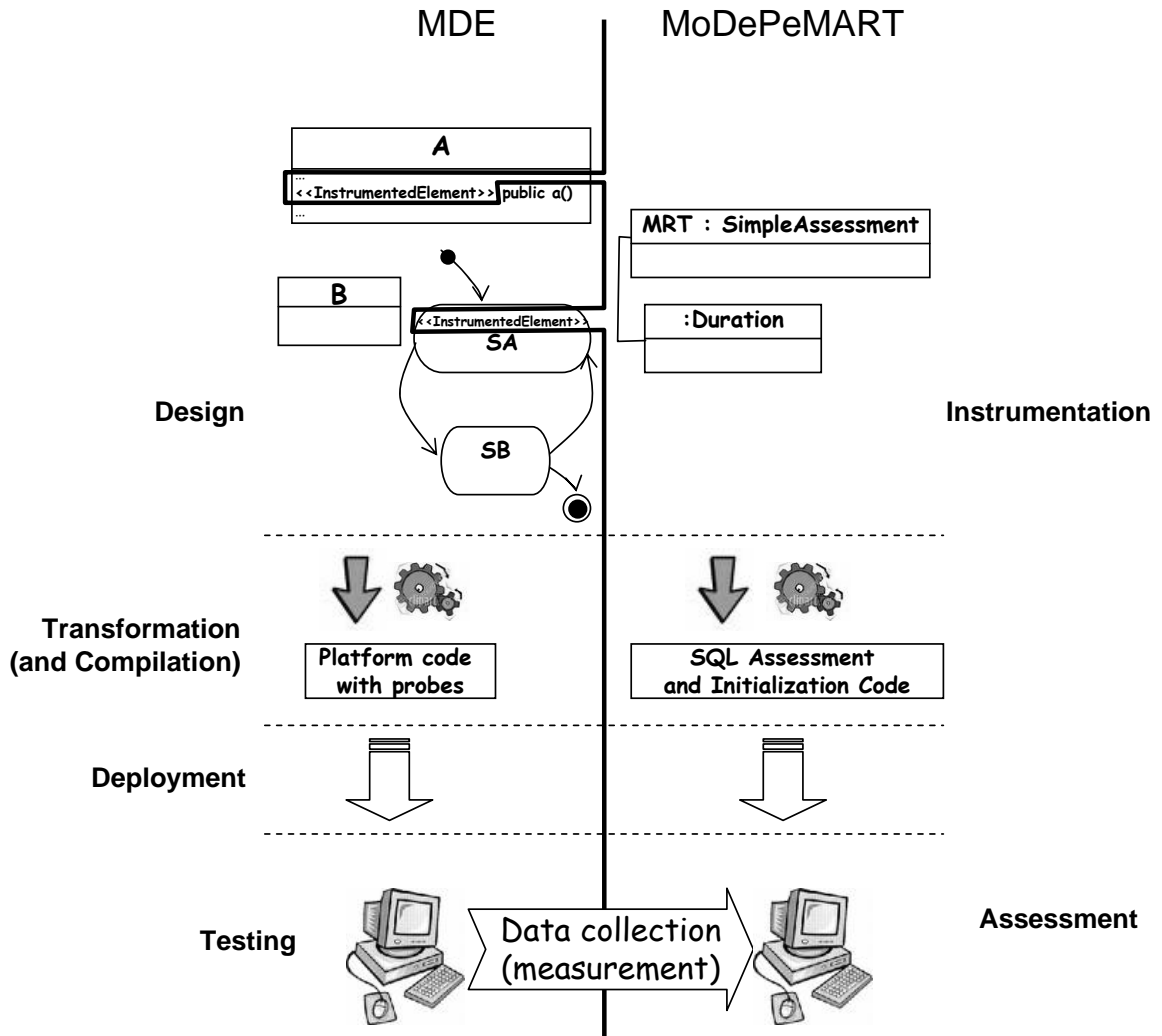 MDE
MoDePeMART
A
...
<<InstrumentedElement>> public a()
...
MRT : SimpleAssessment
B
<<InstrumentedElement>>
SA
:Duration
Design
Instrumentation
SB
Transformation
(and Compilation)
Platform code
with probes
SQL Assessment
and Initialization Code
Deployment
Testing
Data collection
(measurement)
Assessment